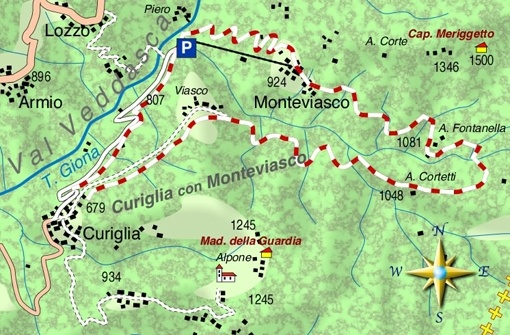 Piero
Lozzo
P
Cap. Meriggetto
A. Corte
1346
1500
896
Armio
Val Veddasca
924
Monteviasco
807
Viasco
T. Giona
A. Fontanella
1081
Curiglia con Monteviasco
A. Cortetti
1048
679
Curiglia
1245
Mad. della Guardia
Alpone
934
1245
N
W
E
S